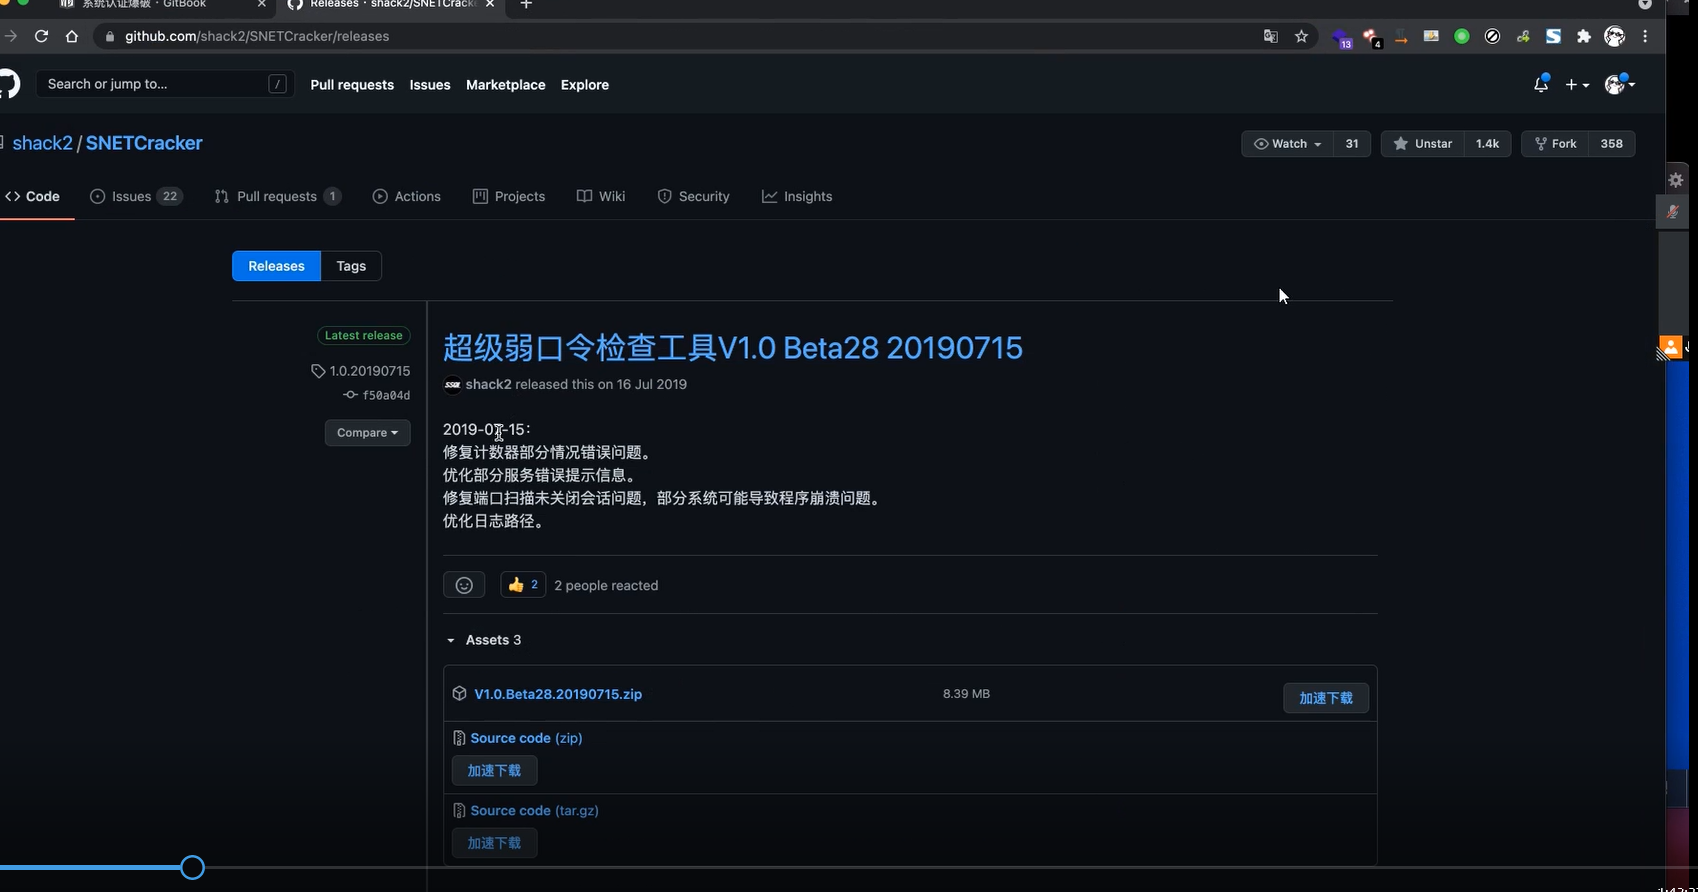 系统认证爆破 · GitBook
Releases · shack2/SNETCrack
github.com/shack2/SNETCracker/releases
13
4
Search or jump to...
/
Pull requests
Issues
Marketplace
Explore
shack2/SNETCracker
Watch
31
Unstar
1.4k
Fork
358
<> Code
Issues 22
Pull requests 1
Actions
Projects
Wiki
Security
Insights
Releases
Tags
Latest release
超级弱口令检查工具V1.0 Beta28 20190715
1.0.20190715
shack2 released this on 16 Jul 2019
f50a04d
Compare
2019-07-15：
修复计数器部分情况错误问题。
优化部分服务错误提示信息。
修复端口扫描未关闭会话问题，部分系统可能导致程序崩溃问题。
优化日志路径。
2
2 people reacted
Assets 3
V1.0.Beta28.20190715.zip
8.39 MB
加速下载
Source code (zip)
加速下载
Source code (tar.gz)
加速下载